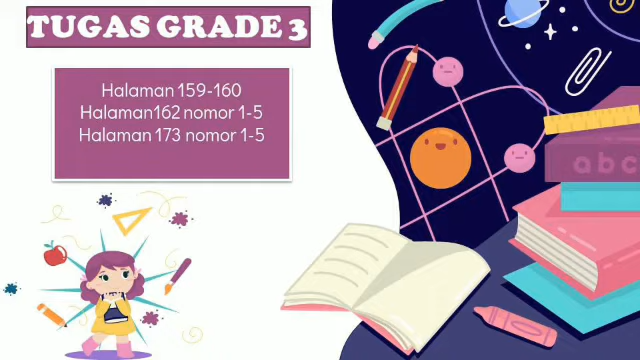 TUGAS GRADE 3
Halaman 159-160
Halaman162 nomor 1-5
Halaman 173 nomor 1-5
abc